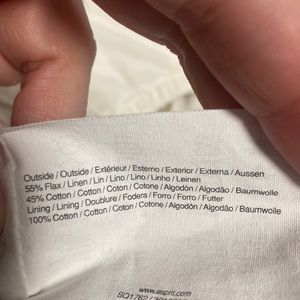 Outside / Outside / Extérieur / Esterno / Exterior / Externa / Aussen
55% Flax / Linen / Lin / Lino / Lino / Linho / Leinen
45% Cotton / Cotton / Coton / Cotone / Algodón / Algodão / Baumwolle
Lining / Lining / Doublure / Fodera / Forro / Forro / Futter
100% Cotton / Cotton / Coton / Cotone / Algodón / Algodão / Baumwolle
www.esprit.com
SQ1762 /